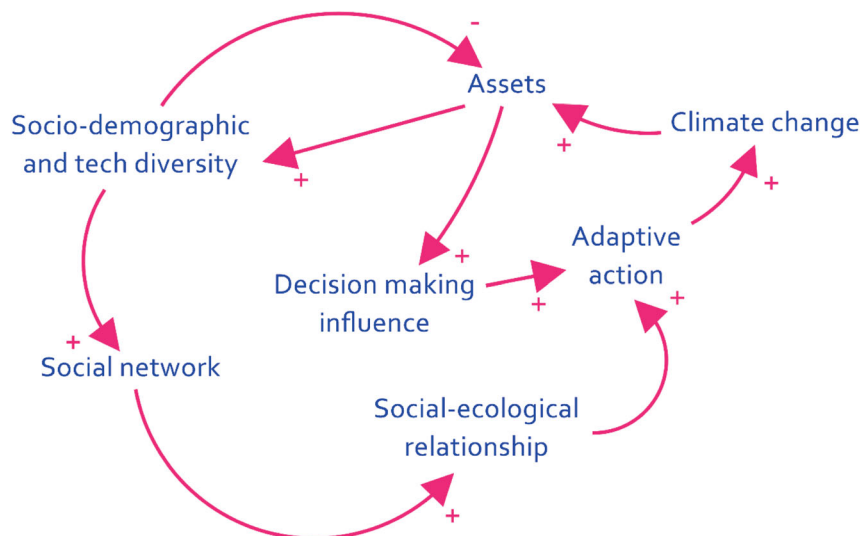 -
Assets
Socio-demographic
and tech diversity
+
+
Climate change
+
Adaptive
action
+
Decision making
influence
+
+
+
Social network
Social-ecological
relationship
+